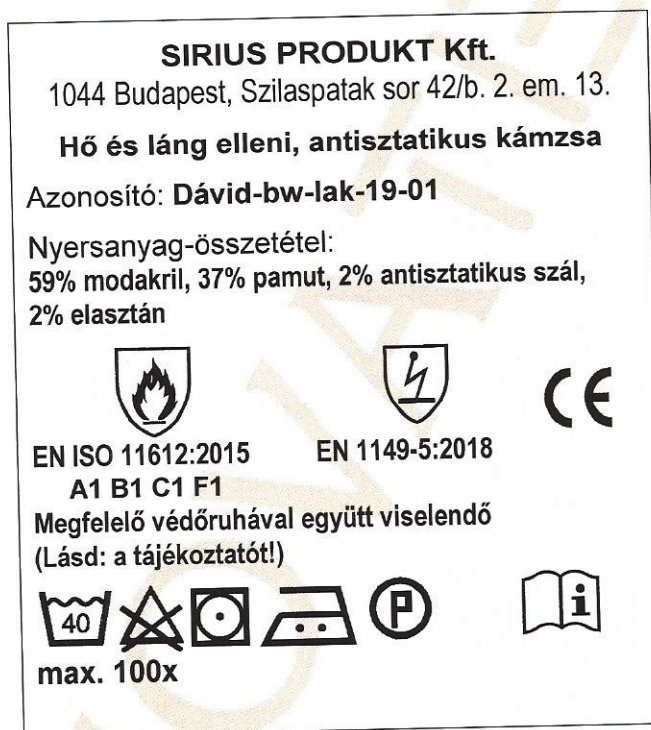 SIRIUS PRODUKT Kft.
1044 Budapest, Szilaspatak sor 42/b. 2. em. 13.
Hő és láng elleni, antisztatikus kámzsa
Azonosító: Dávid-bw-lak-19-01
Nyersanyag-összetétel:
59% modakril, 37% pamut, 2% antisztatikus szál,
2% elasztán
CE
EN ISO 11612:2015 EN 1149-5:2018
A1 B1 C1 F1
Megfelelő védőruhával együtt viselendő
(Lásd: a tájékoztatót!)
40 P i
max. 100x